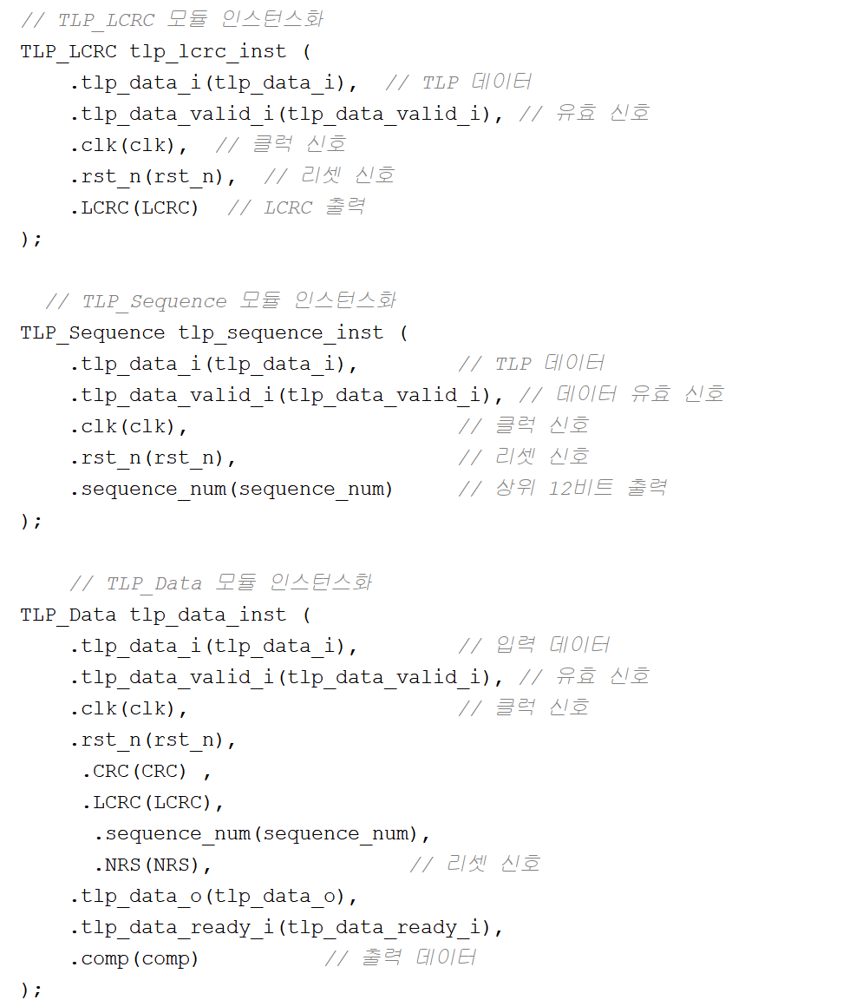 // TLP_LCRC 모듈 인스턴스화
TLP_LCRC tlp_lcrc_inst (
    .tlp_data_i(tlp_data_i),  // TLP 데이터
    .tlp_data_valid_i(tlp_data_valid_i), // 유효 신호
    .clk(clk),  // 클럭 신호
    .rst_n(rst_n),  // 리셋 신호
    .LCRC(LCRC)  // LCRC 출력
);
  // TLP_Sequence 모듈 인스턴스화
TLP_Sequence tlp_sequence_inst (
    .tlp_data_i(tlp_data_i),        // TLP 데이터
    .tlp_data_valid_i(tlp_data_valid_i), // 데이터 유효 신호
    .clk(clk),                      // 클럭 신호
    .rst_n(rst_n),                  // 리셋 신호
    .sequence_num(sequence_num)     // 상위 12비트 출력
);
    // TLP_Data 모듈 인스턴스화
TLP_Data tlp_data_inst (
    .tlp_data_i(tlp_data_i),        // 입력 데이터
    .tlp_data_valid_i(tlp_data_valid_i), // 유효 신호
    .clk(clk),                      // 클럭 신호
    .rst_n(rst_n),
     .CRC(CRC) ,
     .LCRC(LCRC),
      .sequence_num(sequence_num),
      .NRS(NRS),                // 리셋 신호
    .tlp_data_o(tlp_data_o),
    .tlp_data_ready_i(tlp_data_ready_i),
    .comp(comp)          // 출력 데이터
);